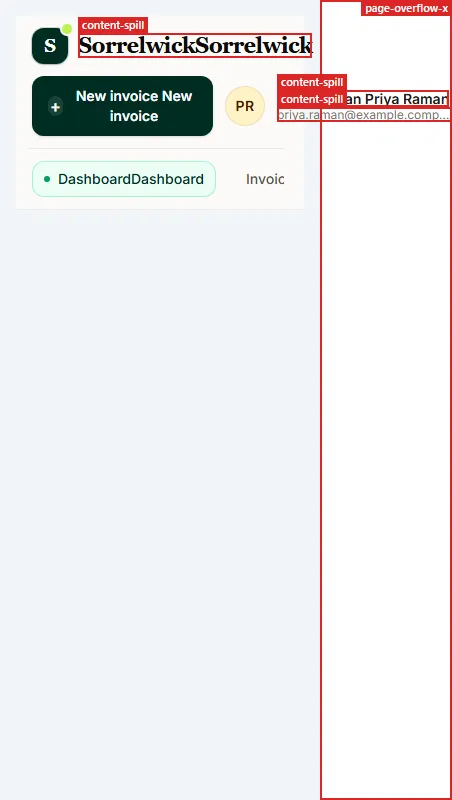 page-overflow-x
content-spill
S
SorrelwickSorrelwick
content-spill
+
New invoice New
invoice
PR
content-spill
an Priya Raman
priya.raman@example.comp...
DashboardDashboard
Invoic